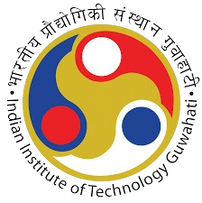 भारतीय प्रौद्योगिकी संस्थान गुवाहाटी
Indian Institute of Technology Guwahati